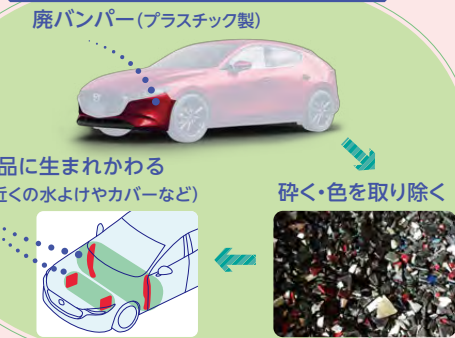 廃バンパー(プラスチック製)
品に生まれかわる
近くの水よけやカバーなど)
砕く・色を取り除く